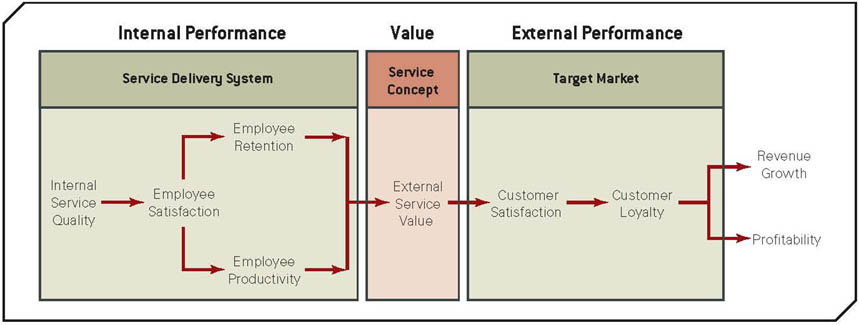 Internal Performance
Value
External Performance
Service Delivery System
Service
Concept
Target Market
Internal
Service
Quality
Employee
Satisfaction
Employee
Retention
Employee
Productivity
External
Service
Value
Customer
Satisfaction
Customer
Loyalty
Revenue
Growth
Profitability